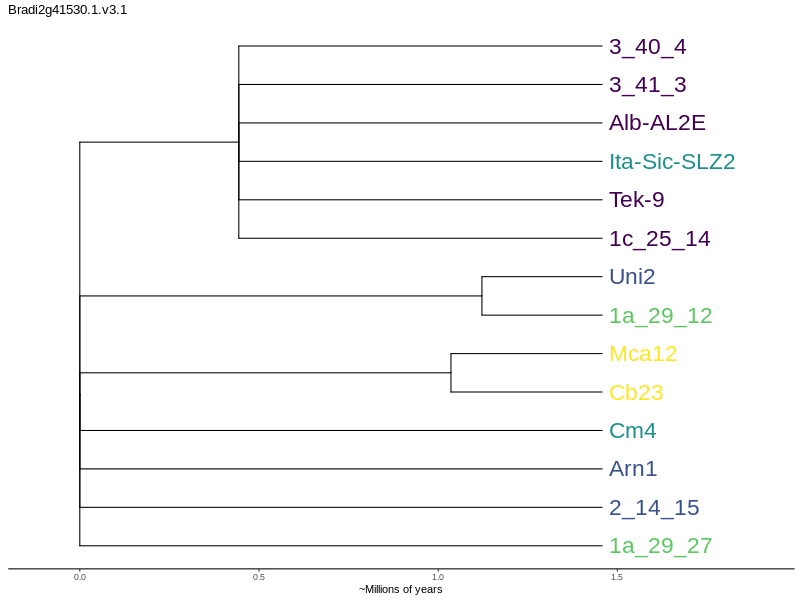 Bradi2g41530.1.v3.1
3_40_4
3_41_3
Alb-AL2E
Ita-Sic-SLZ2
Tek-9
1c_25_14
Uni2
1a_29_12
Mca12
Cb23
Cm4
Arn1
2_14_15
1a_29_27
0.0 0.5 1.0 1.5
~Millions of years